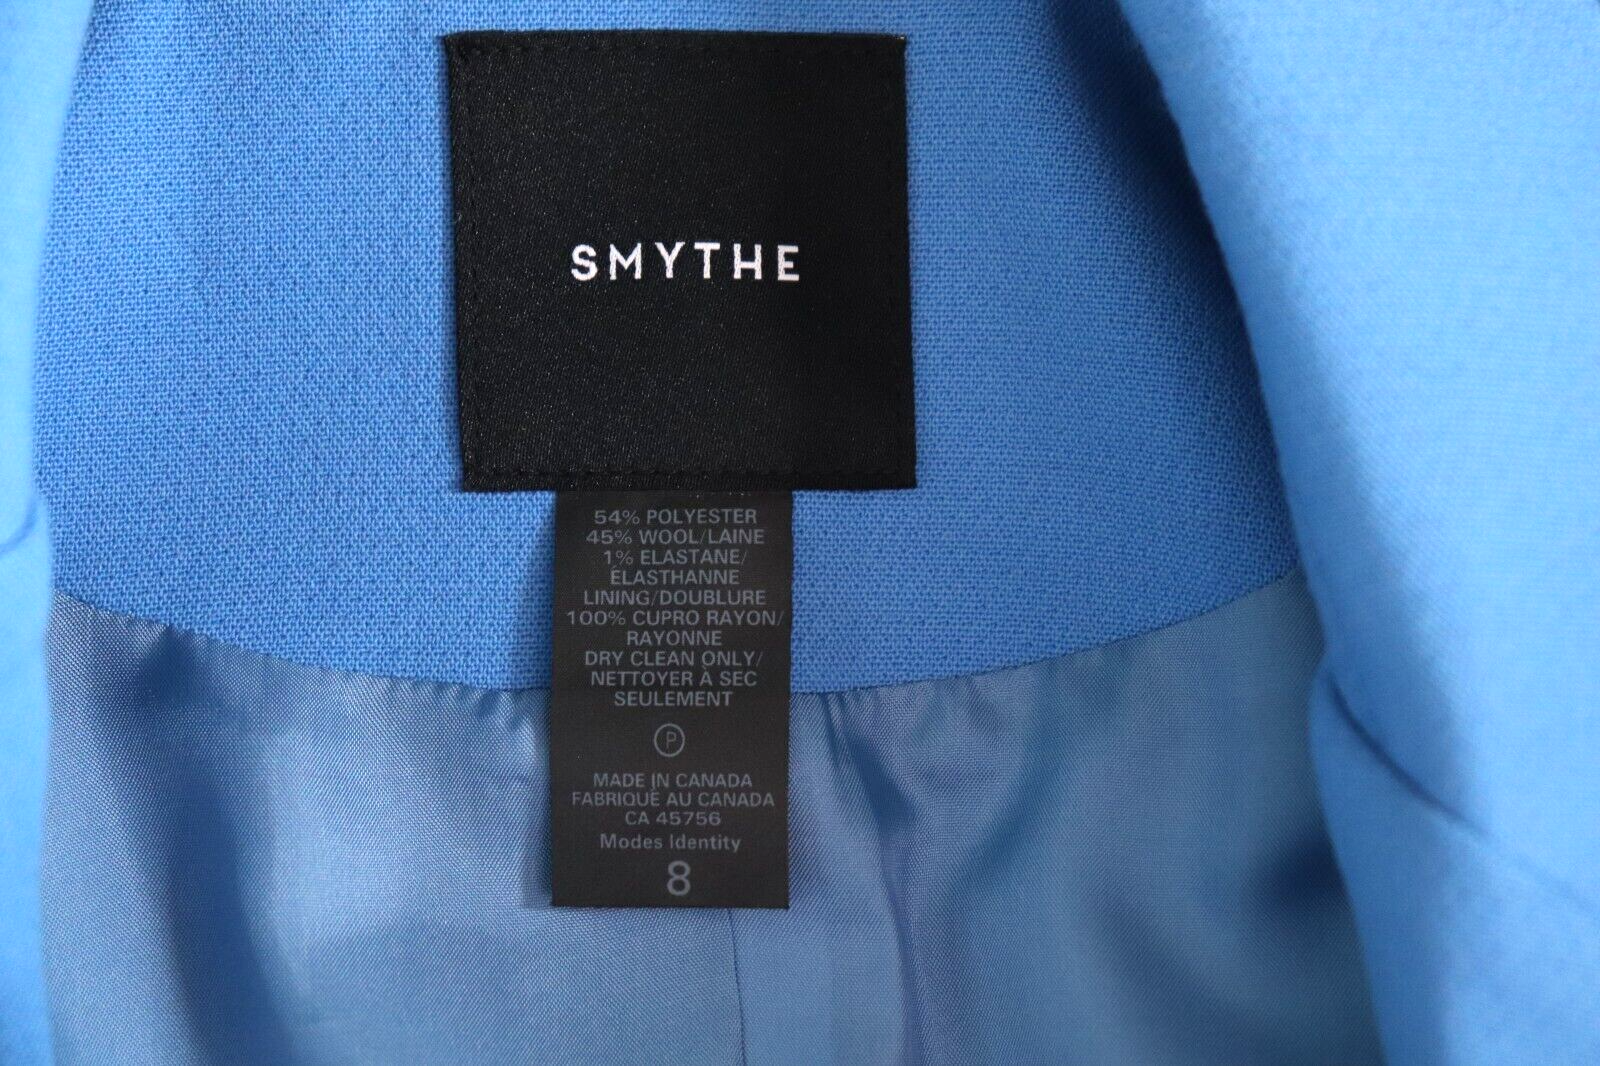 SMYTHE
54% POLYESTER
45% WOOL/LAINE
1% ELASTANE/
ÉLASTHANNE
LINING/DOUBLURE
100% CUPRO RAYON/
RAYONNE
DRY CLEAN ONLY/
NETTOYER À SEC
SEULEMENT
P
MADE IN CANADA
FABRIQUÉ AU CANADA
CA 45756
Modes Identity
8